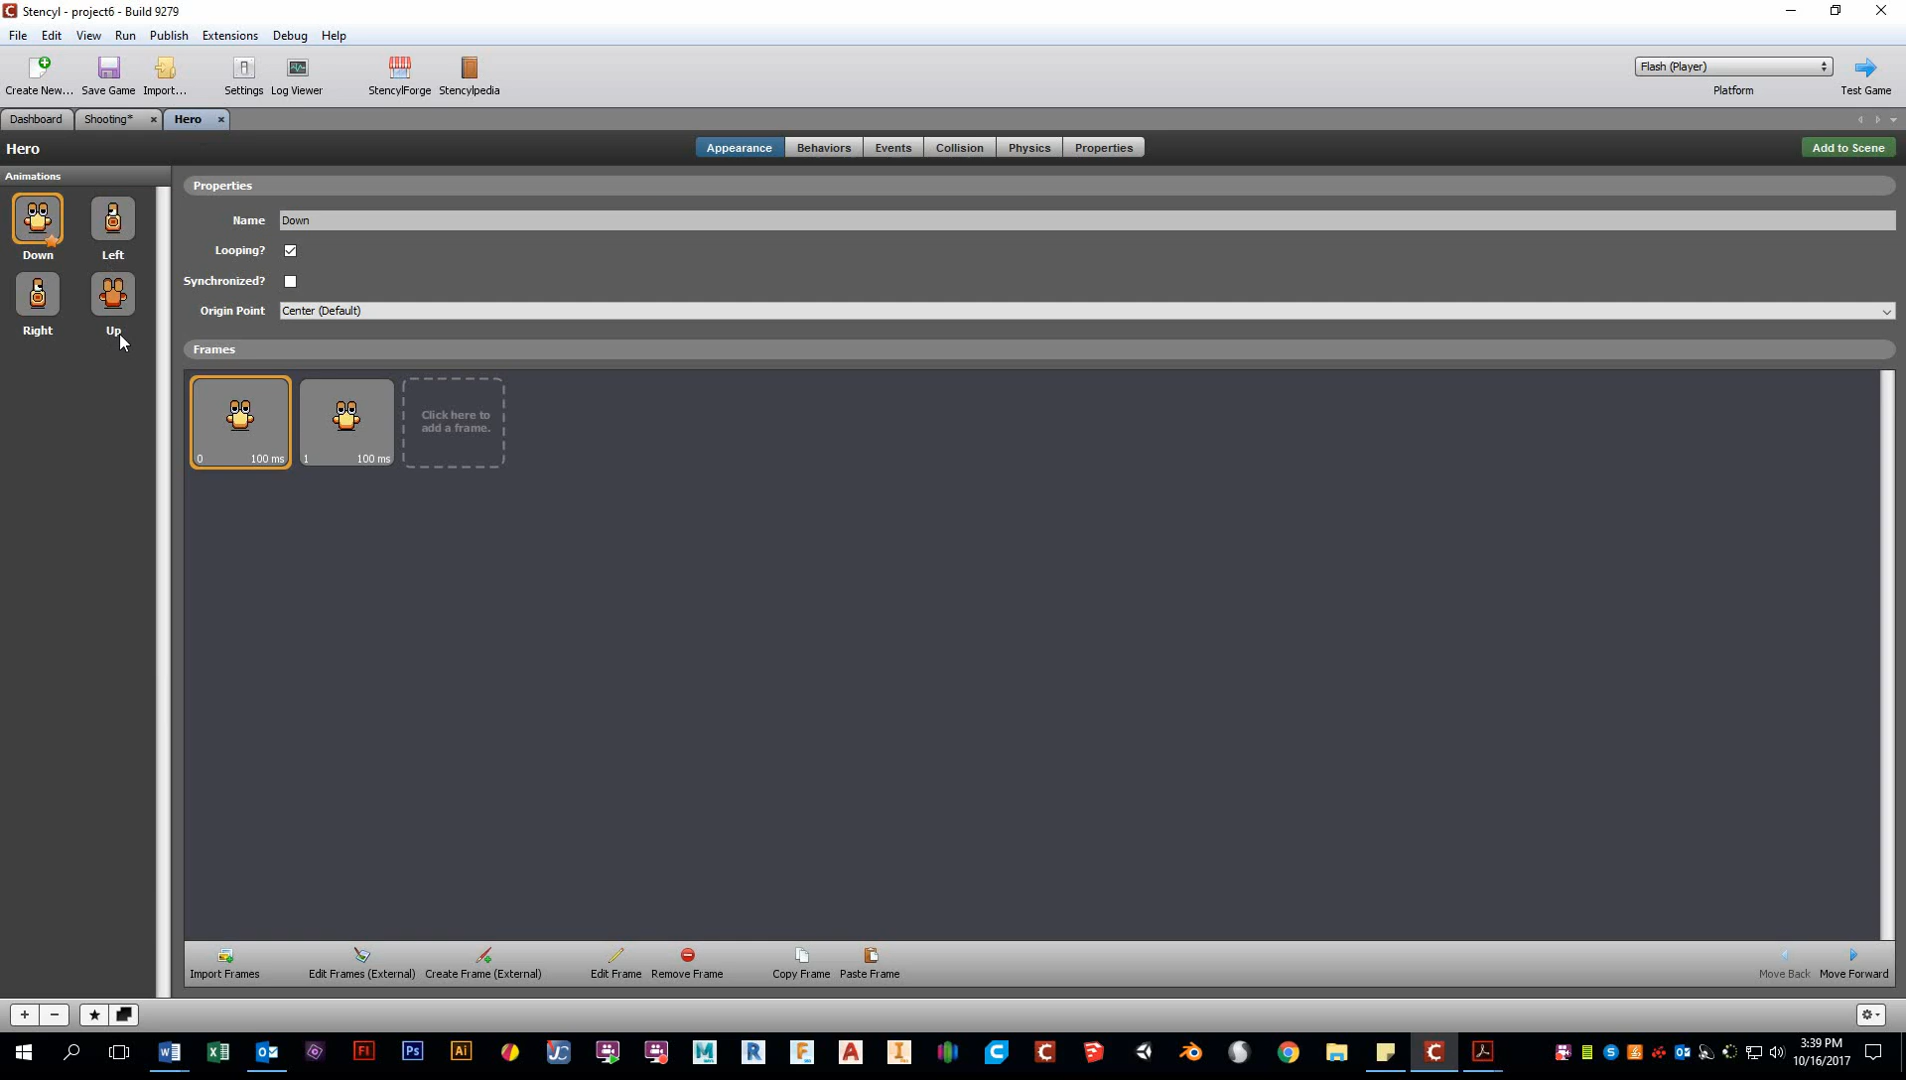 Stencyl - project6 - Build 9279
File Edit View Run Publish Extensions Debug Help
Create New... Save Game Import... Settings Log Viewer StencylForge Stencylpedia
Flash (Player)
Platform
Test Game
Dashboard Shooting* Hero
Hero
Appearance Behaviors Events Collision Physics Properties
Add to Scene
Animations
Down Left
Right Up
Properties
Name Down
Looping?
Synchronized?
Origin Point Center (Default)
Frames
Click here to
add a frame.
0 100 ms 1 100 ms
Import Frames Edit Frames (External) Create Frame (External) Edit Frame Remove Frame Copy Frame Paste Frame Move Back Move Forward
3:39 PM
10/16/2017